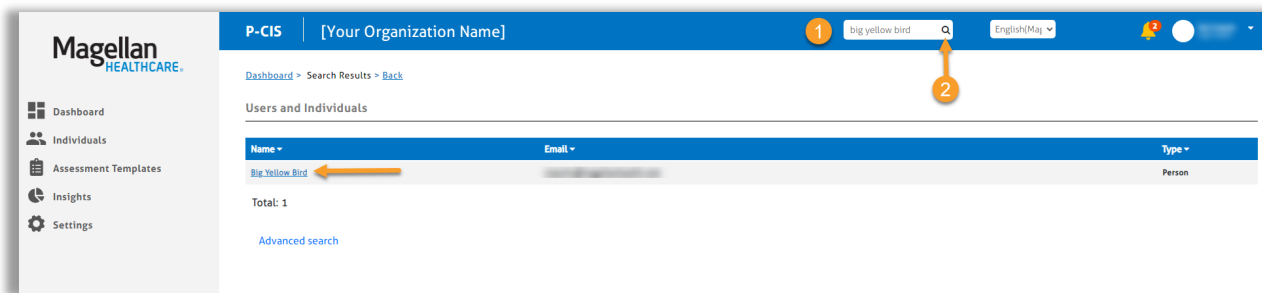 Magellan
HEALTHCARE®
P-CIS
[Your Organization Name]
1
big yellow bird
English(Maj
2
2
Dashboard > Search Results > Back
Users and Individuals
Dashboard
Individuals
Assessment Templates
Insights
Settings
Name
Email
Type
Big Yellow Bird
Person
Total: 1
Advanced search